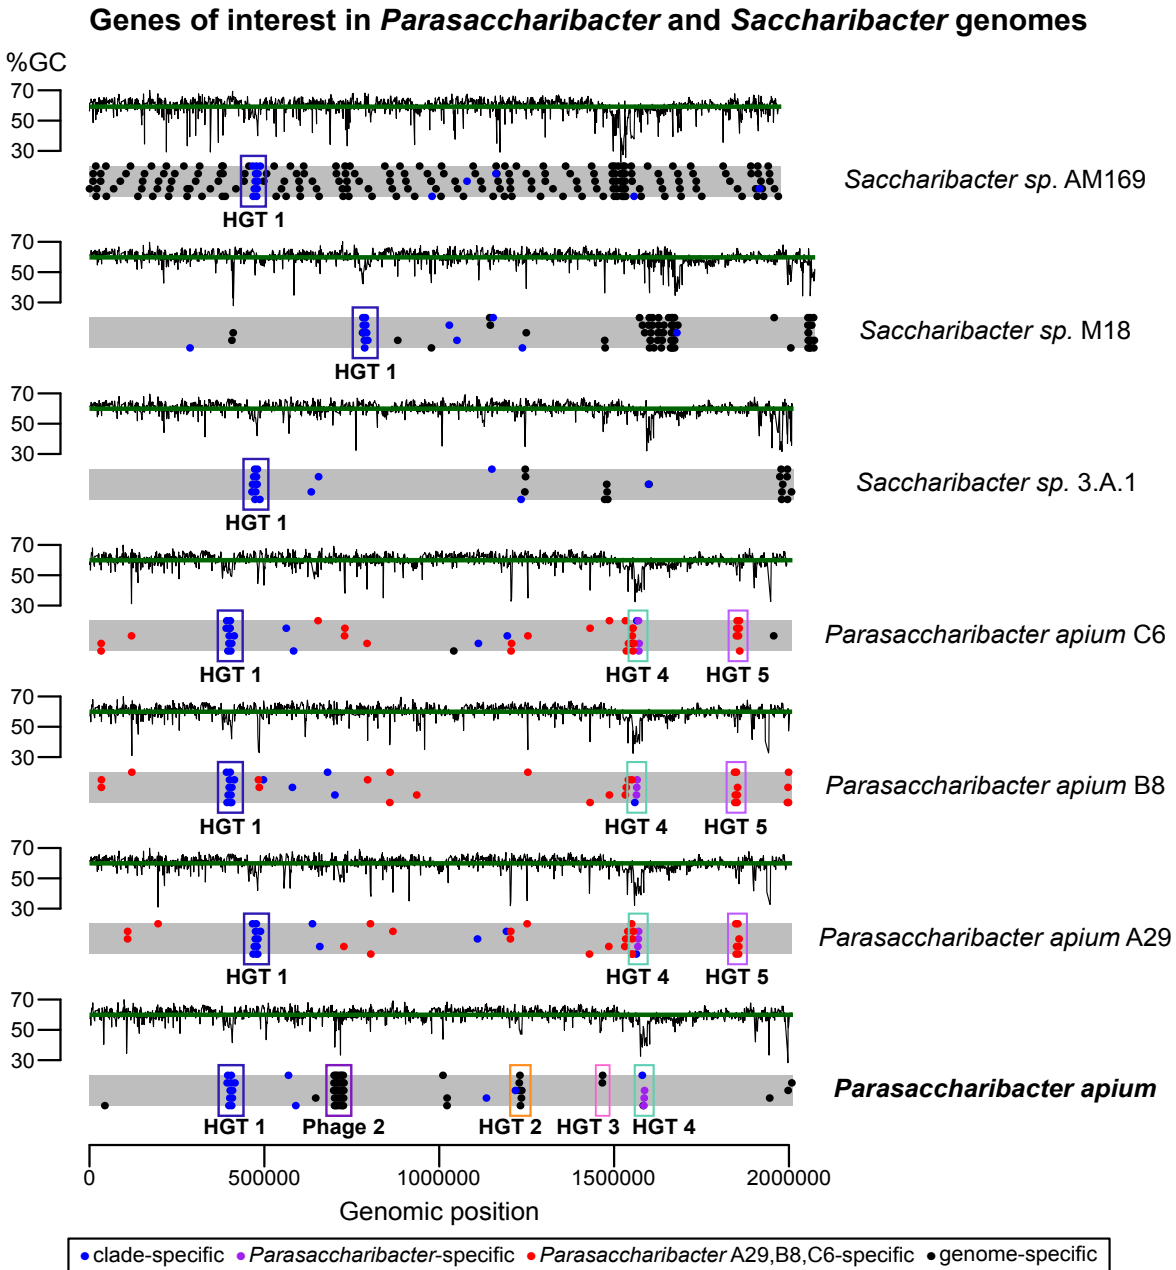 Genes of interest in Parasaccharibacter and Saccharibacter genomes
%GC
70
50
30
Saccharibacter sp. AM169
HGT 1
70
50
30
Saccharibacter sp. M18
HGT 1
70
50
30
Saccharibacter sp. 3.A.1
HGT 1
70
50
30
Parasaccharibacter apium C6
HGT 1 HGT 4 HGT 5
70
50
30
Parasaccharibacter apium B8
HGT 1 HGT 4 HGT 5
70
50
30
Parasaccharibacter apium A29
HGT 1 HGT 4 HGT 5
70
50
30
Parasaccharibacter apium
HGT 1 Phage 2 HGT 2 HGT 3 HGT 4
0 500000 1000000 1500000 2000000
Genomic position
clade-specific Parasaccharibacter-specific Parasaccharibacter A29,B8,C6-specific genome-specific